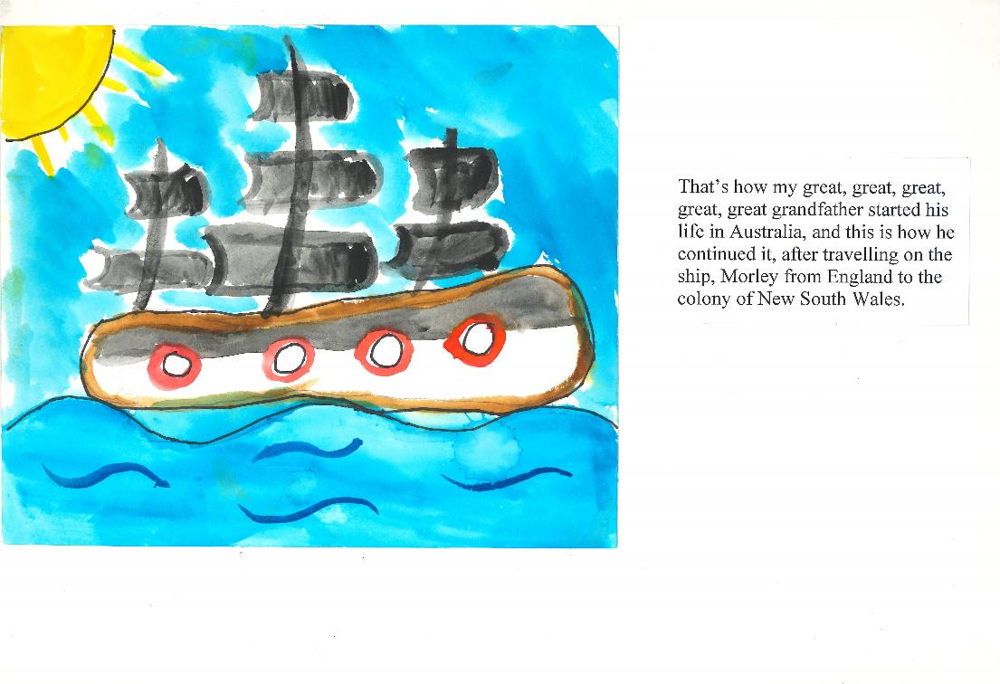 That's how my great, great, great,
great, great grandfather started his
life in Australia, and this is how he
continued it, after travelling on the
ship, Morley from England to the
colony of New South Wales.